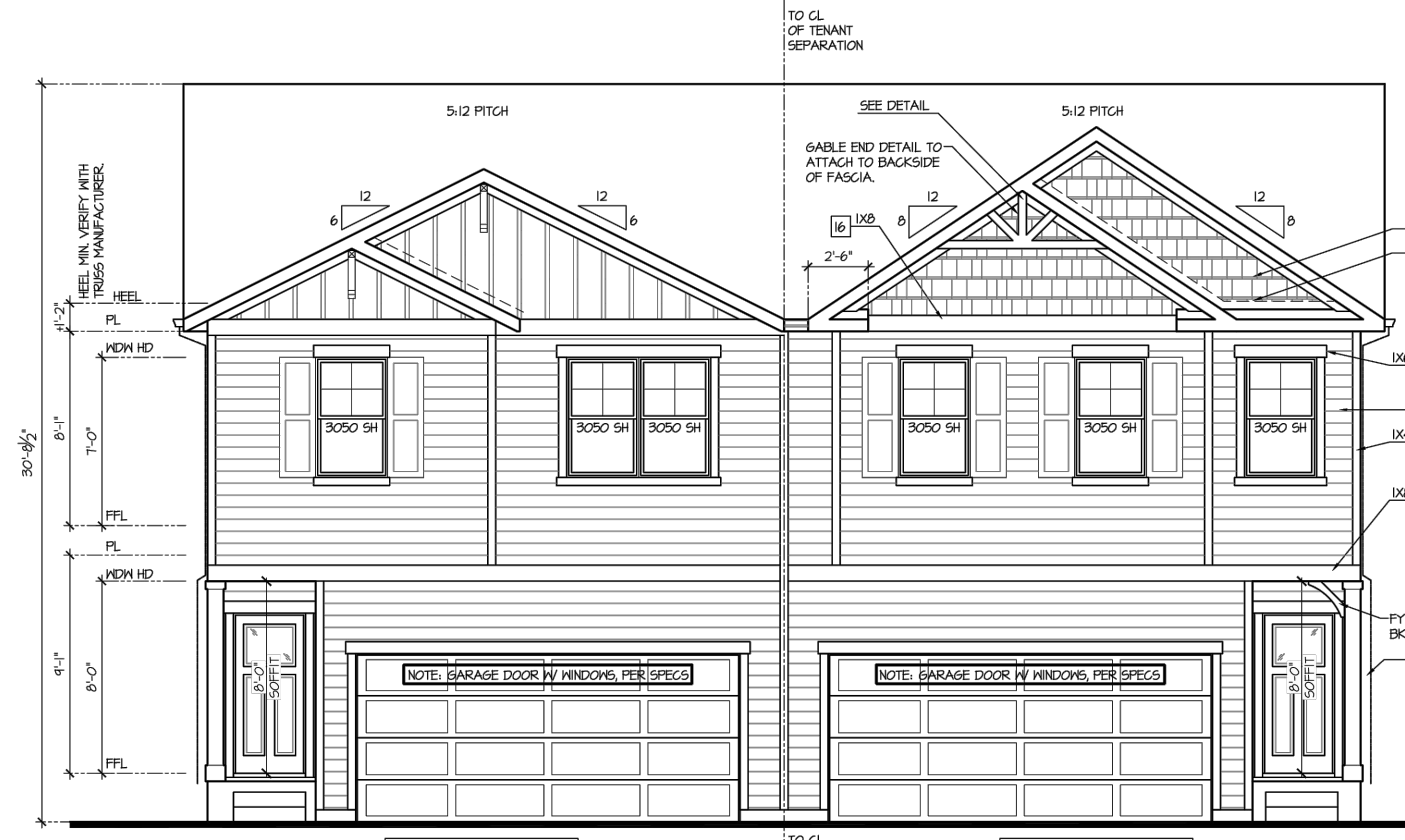 TO CL
OF TENANT
SEPARATION
5:12 PITCH
SEE DETAIL
5:12 PITCH
GABLE END DETAIL TO
ATTACH TO BACKSIDE
OF FASCIA.
HEEL MIN. VERIFY WITH
TRUSS MANUFACTURER.
12
6
12
6
12
8
12
8
16
1X8
2'-6"
HEEL
±1'-2"
PL
WDW HD
1X6
8'-1"
7'-0"
30'-8½"
3050 SH
3050 SH
3050 SH
3050 SH
3050 SH
3050 SH
FFL
PL
WDW HD
9'-1"
8'-0"
8'-0"
SOFFIT
8'-0"
SOFFIT
NOTE: GARAGE DOOR W/ WINDOWS, PER SPECS
NOTE: GARAGE DOOR W/ WINDOWS, PER SPECS
FY
BK
FFL
TO CL